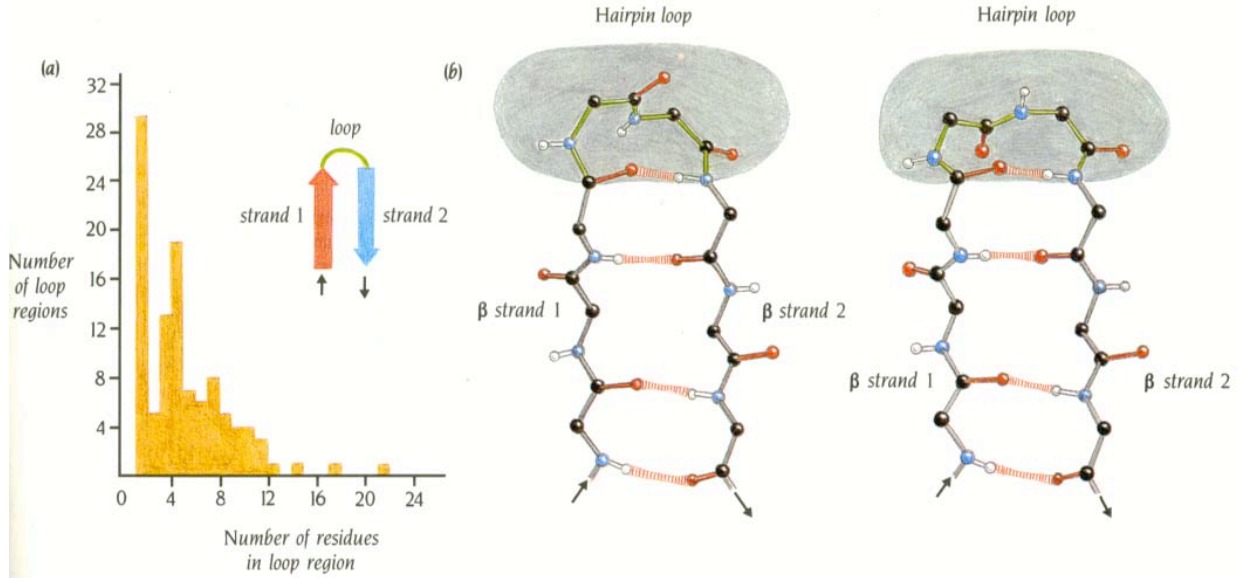 (a)
32
28
24
20
16
12
8
4
Number
of loop
regions
0 4 8 12 16 20 24
Number of residues
in loop region
loop
strand 1
strand 2
(b)
Hairpin loop
β strand 1
β strand 2
Hairpin loop
β strand 1
β strand 2